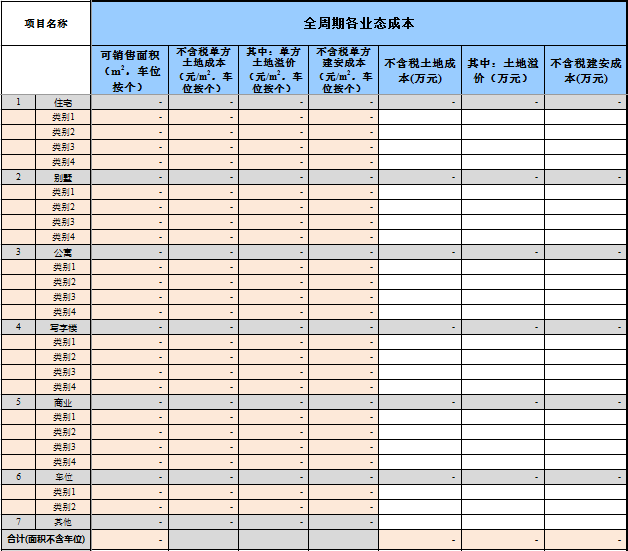 项目名称 全周期各业态成本
可销售面积（m²，车位按个） 不含税单方土地成本（元/m²，车位按个） 其中：单方土地溢价（元/m²，车位按个） 不含税单方建安成本（元/m²，车位按个） 不含税土地成本(万元) 其中：土地溢价（万元） 不含税建安成本(万元)
1 住宅 - - - - - - -
类别1 - - - -
类别2 - - - -
类别3 - - - -
类别4 - - - -
2 别墅 - - - - - - -
类别1 - - - -
类别2 - - - -
类别3 - - - -
类别4 - - - -
3 公寓 - - - - - - -
类别1 - - - -
类别2 - - - -
类别3 - - - -
类别4 - - - -
4 写字楼 - - - - - - -
类别1 - - - -
类别2 - - - -
类别3 - - - -
类别4 - - - -
5 商业 - - - - - - -
类别1 - - - -
类别2 - - - -
类别3 - - - -
类别4 - - - -
6 车位 - - - - - - -
类别1 - - - -
类别2 - - - -
7 其他 - - - - - - -
合计(面积不含车位) - - - -